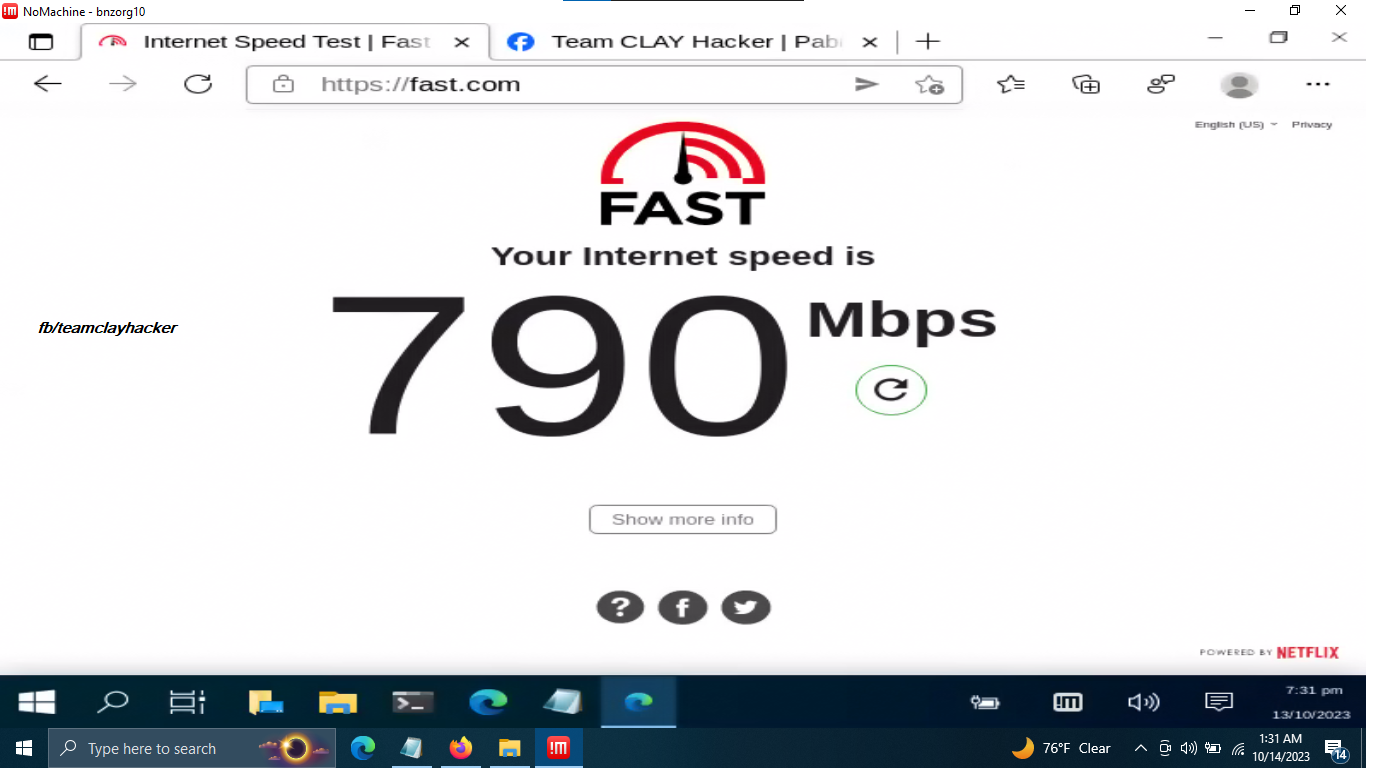 NoMachine - bnzorg10
Internet Speed Test | Fast
Team CLAY Hacker | Pab
https://fast.com
English (US)
Privacy
FAST
Your Internet speed is
790 Mbps
fb/teamclayhacker
Show more info
POWERED BY NETFLIX
7:31 pm
13/10/2023
Type here to search
76°F Clear
1:31 AM
10/14/2023
14